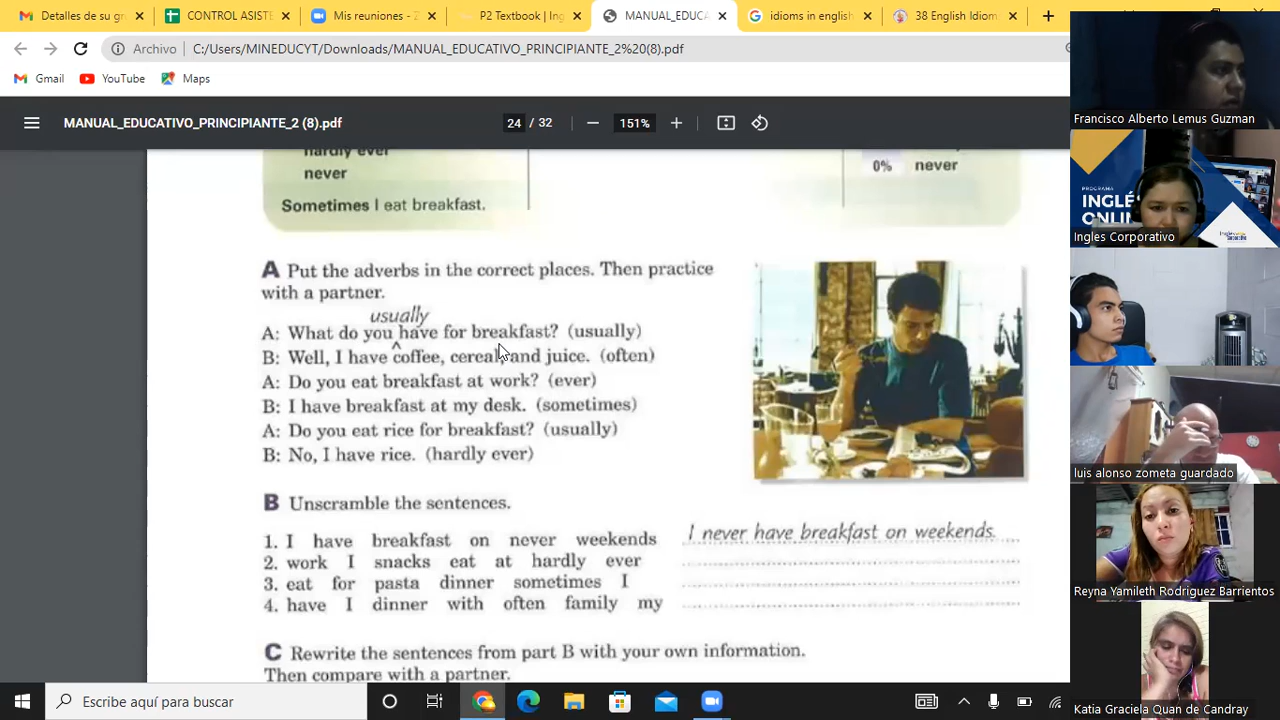 Detalles de su gr
CONTROL ASISTE
Mis reuniones - Z
P2 Textbook | Ing
MANUAL_EDUCA
idioms in english
38 English Idiom
Archivo
C:/Users/MINEDUCYT/Downloads/MANUAL_EDUCATIVO_PRINCIPIANTE_2%20(8).pdf
Gmail
YouTube
Maps
MANUAL_EDUCATIVO_PRINCIPIANTE_2 (8).pdf
24 / 32
151%
hardly ever
never
0% never
Sometimes I eat breakfast.
A Put the adverbs in the correct places. Then practice
with a partner.
usually
A: What do you have for breakfast? (usually)
B: Well, I have coffee, cereal, and juice. (often)
A: Do you eat breakfast at work? (ever)
B: I have breakfast at my desk. (sometimes)
A: Do you eat rice for breakfast? (usually)
B: No, I have rice. (hardly ever)
B Unscramble the sentences.
1. I have breakfast on never weekends
I never have breakfast on weekends.
2. work I snacks eat at hardly ever
3. eat for pasta dinner sometimes I
4. have I dinner with often family my
C Rewrite the sentences from part B with your own information.
Then compare with a partner.
Escribe aquí para buscar
Francisco Alberto Lemus Guzman
PROGRAMA
INGLÉS
ONLIN
Ingles Corporativo
luis alonso zometa guardado
Reyna Yamileth Rodriguez Barrientos
Katia Graciela Quan de Candray